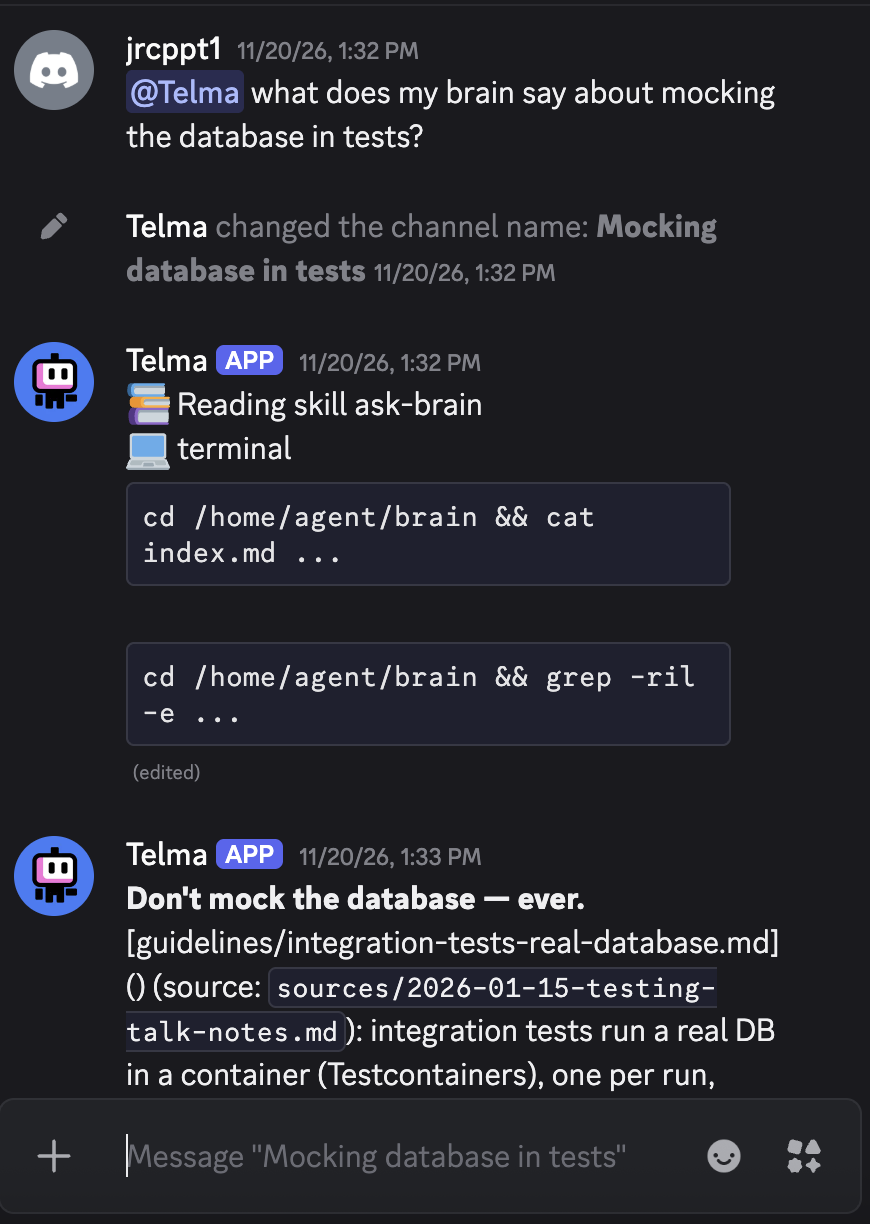 jrcppt1 11/20/26, 1:32 PM
@Telma what does my brain say about mocking
the database in tests?
Telma changed the channel name: Mocking
database in tests 11/20/26, 1:32 PM
Telma APP 11/20/26, 1:32 PM
Reading skill ask-brain
terminal
cd /home/agent/brain && cat
index.md ...
cd /home/agent/brain && grep -ril
-e ...
(edited)
Telma APP 11/20/26, 1:33 PM
Don't mock the database — ever.
[guidelines/integration-tests-real-database.md]
() (source: sources/2026-01-15-testing-
talk-notes.md): integration tests run a real DB
in a container (Testcontainers), one per run,
Message "Mocking database in tests"